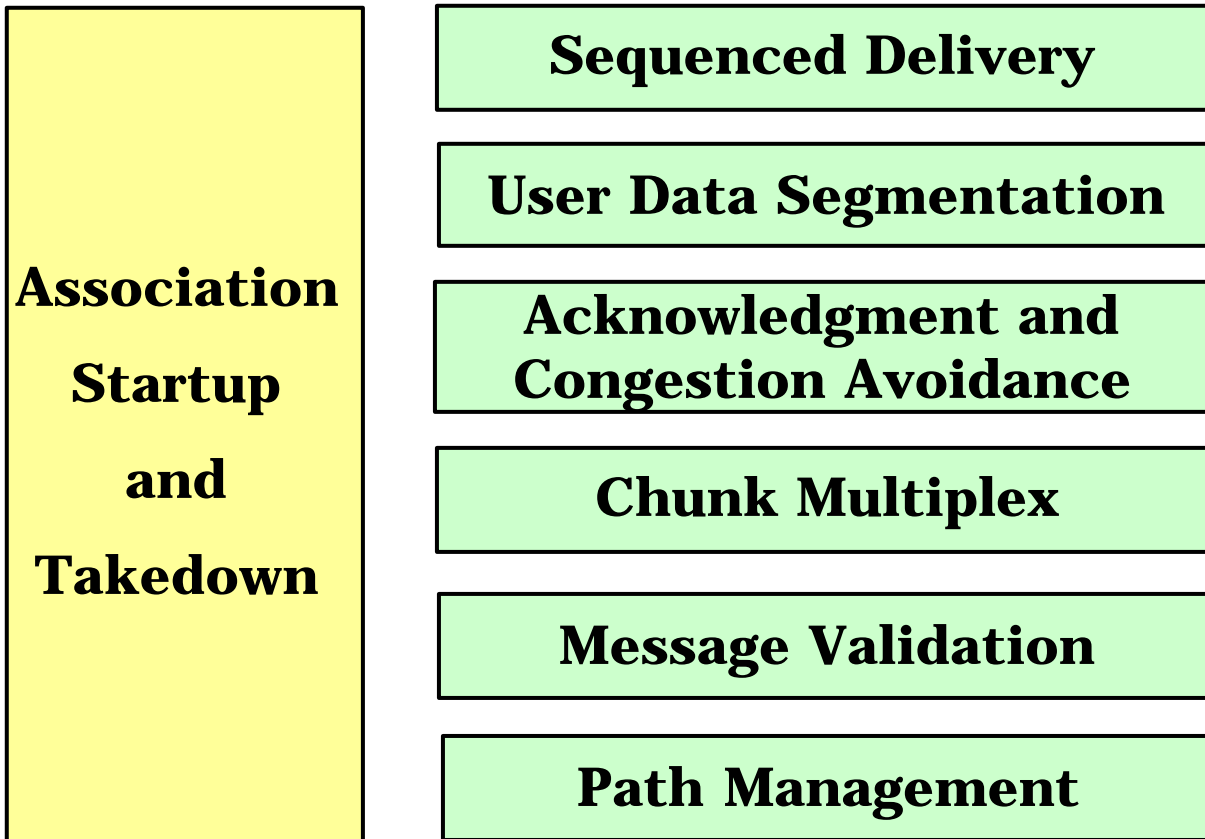 Association
Startup
and
Takedown
Sequenced Delivery
User Data Segmentation
Acknowledgment and
Congestion Avoidance
Chunk Multiplex
Message Validation
Path Management